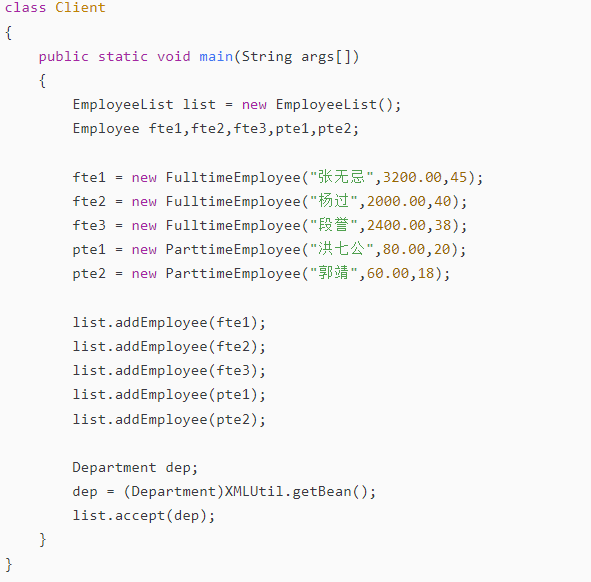 class Client
{
    public static void main(String args[])
    {
        EmployeeList list = new EmployeeList();
        Employee fte1,fte2,fte3,pte1,pte2;

        fte1 = new FulltimeEmployee("张无忌",3200.00,45);
        fte2 = new FulltimeEmployee("杨过",2000.00,40);
        fte3 = new FulltimeEmployee("段誉",2400.00,38);
        pte1 = new ParttimeEmployee("洪七公",80.00,20);
        pte2 = new ParttimeEmployee("郭靖",60.00,18);

        list.addEmployee(fte1);
        list.addEmployee(fte2);
        list.addEmployee(fte3);
        list.addEmployee(pte1);
        list.addEmployee(pte2);

        Department dep;
        dep = (Department)XMLUtil.getBean();
        list.accept(dep);
    }
}